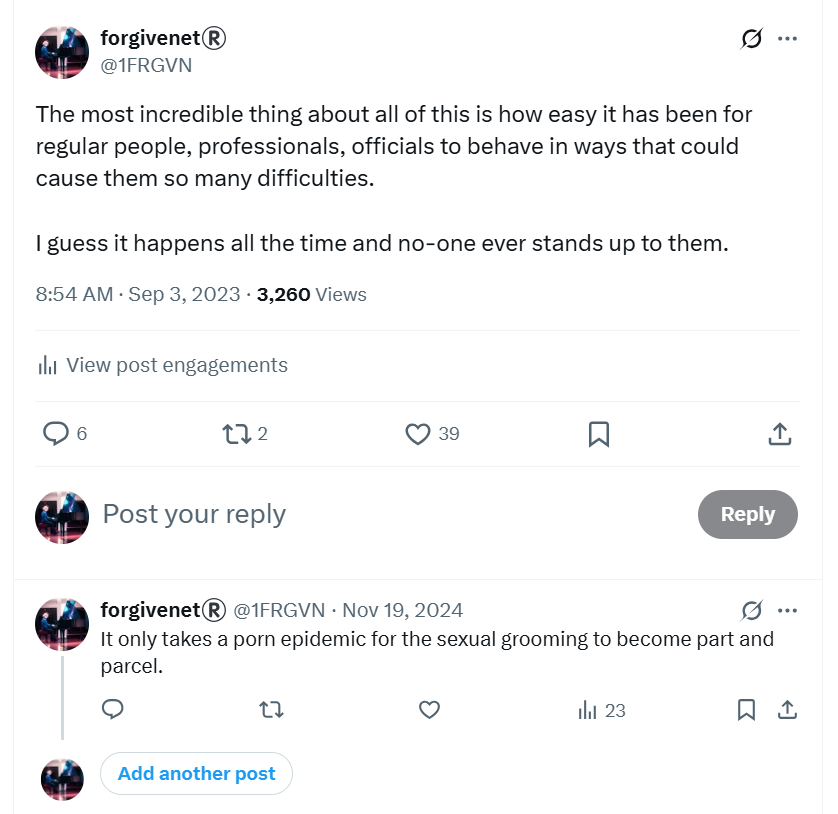 forgivenet®
@1FRGVN
The most incredible thing about all of this is how easy it has been for
regular people, professionals, officials to behave in ways that could
cause them so many difficulties.
I guess it happens all the time and no-one ever stands up to them.
8:54 AM · Sep 3, 2023 · 3,260 Views
View post engagements
6 2 39
Post your reply Reply
forgivenet® @1FRGVN · Nov 19, 2024
It only takes a porn epidemic for the sexual grooming to become part and
parcel.
23
Add another post